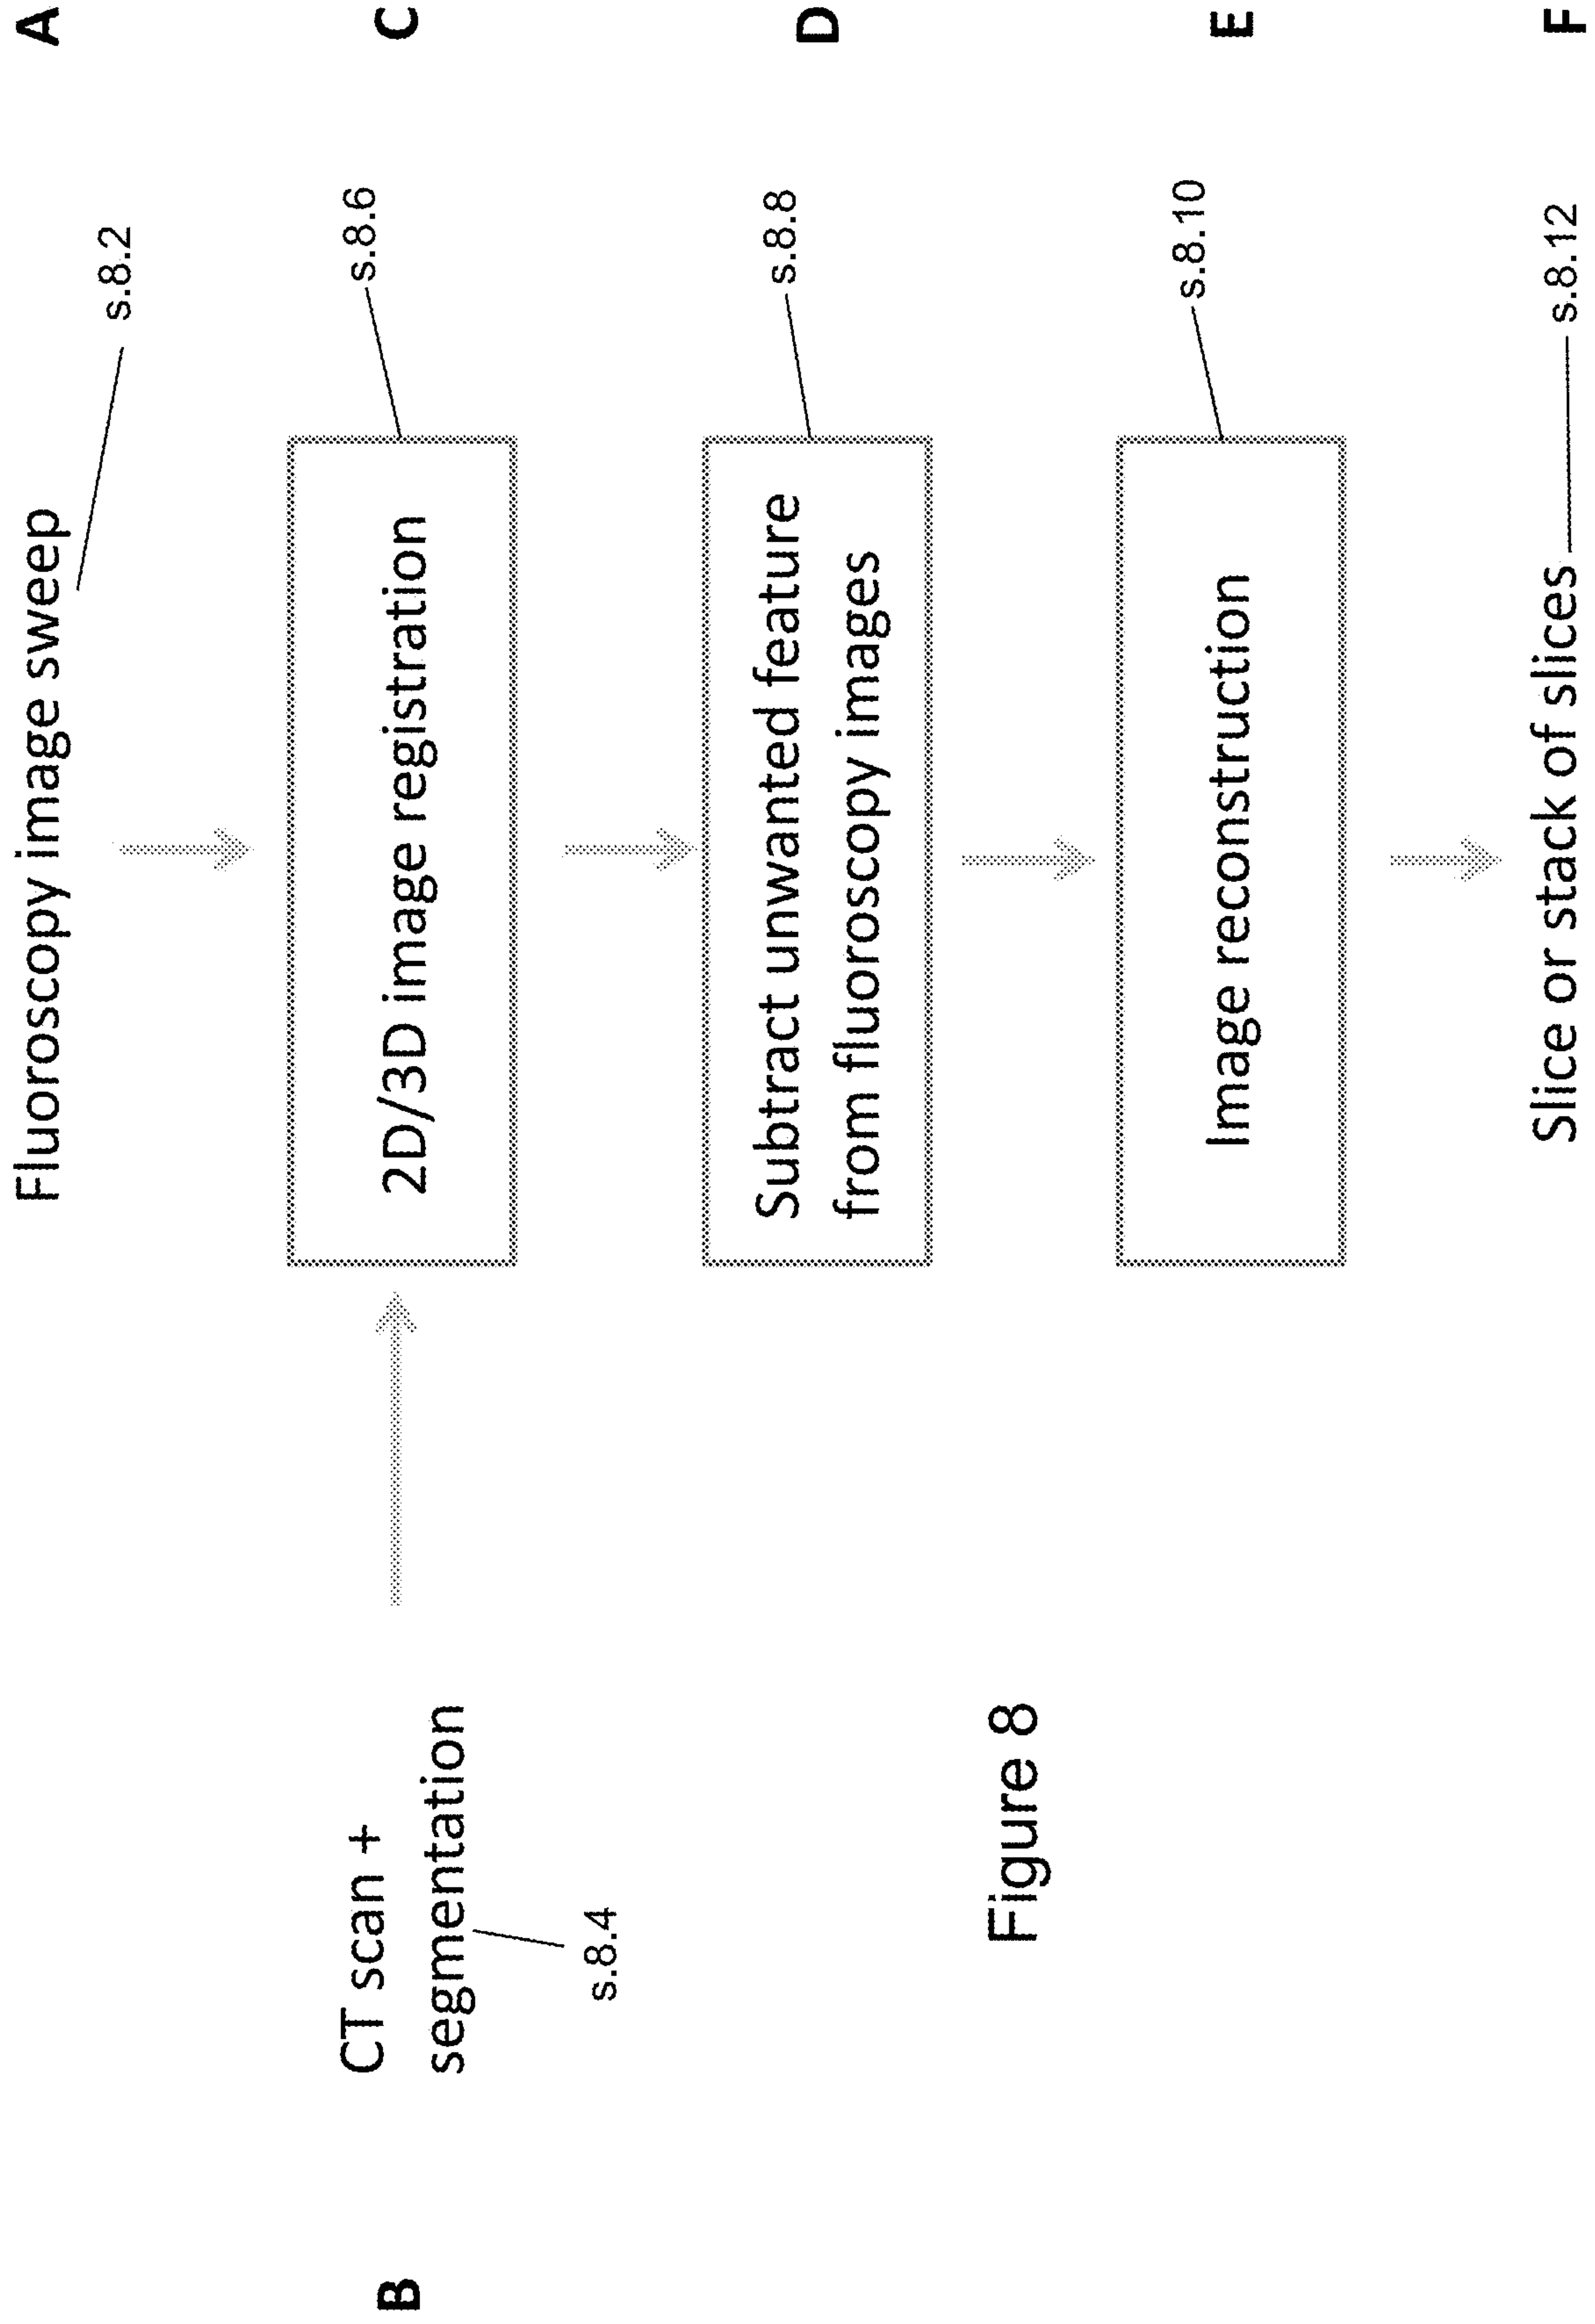 Fluoroscopy image sweep
A
s.8.2
B
CT scan +
segmentation
s.8.4
2D/3D image registration
s.8.6
C
Subtract unwanted feature
from fluoroscopy images
s.8.8
D
Image reconstruction
s.8.10
E
Slice or stack of slices
s.8.12
F
Figure 8